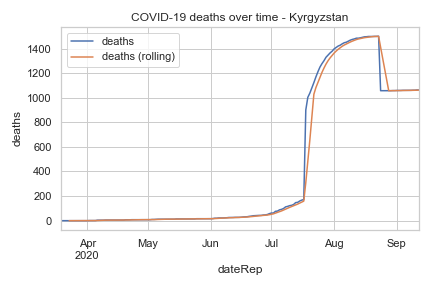 COVID-19 deaths over time - Kyrgyzstan
deaths
deaths (rolling)
1400
1200
1000
800
600
400
200
0
deaths
Apr
2020
May
Jun
Jul
Aug
Sep
dateRep